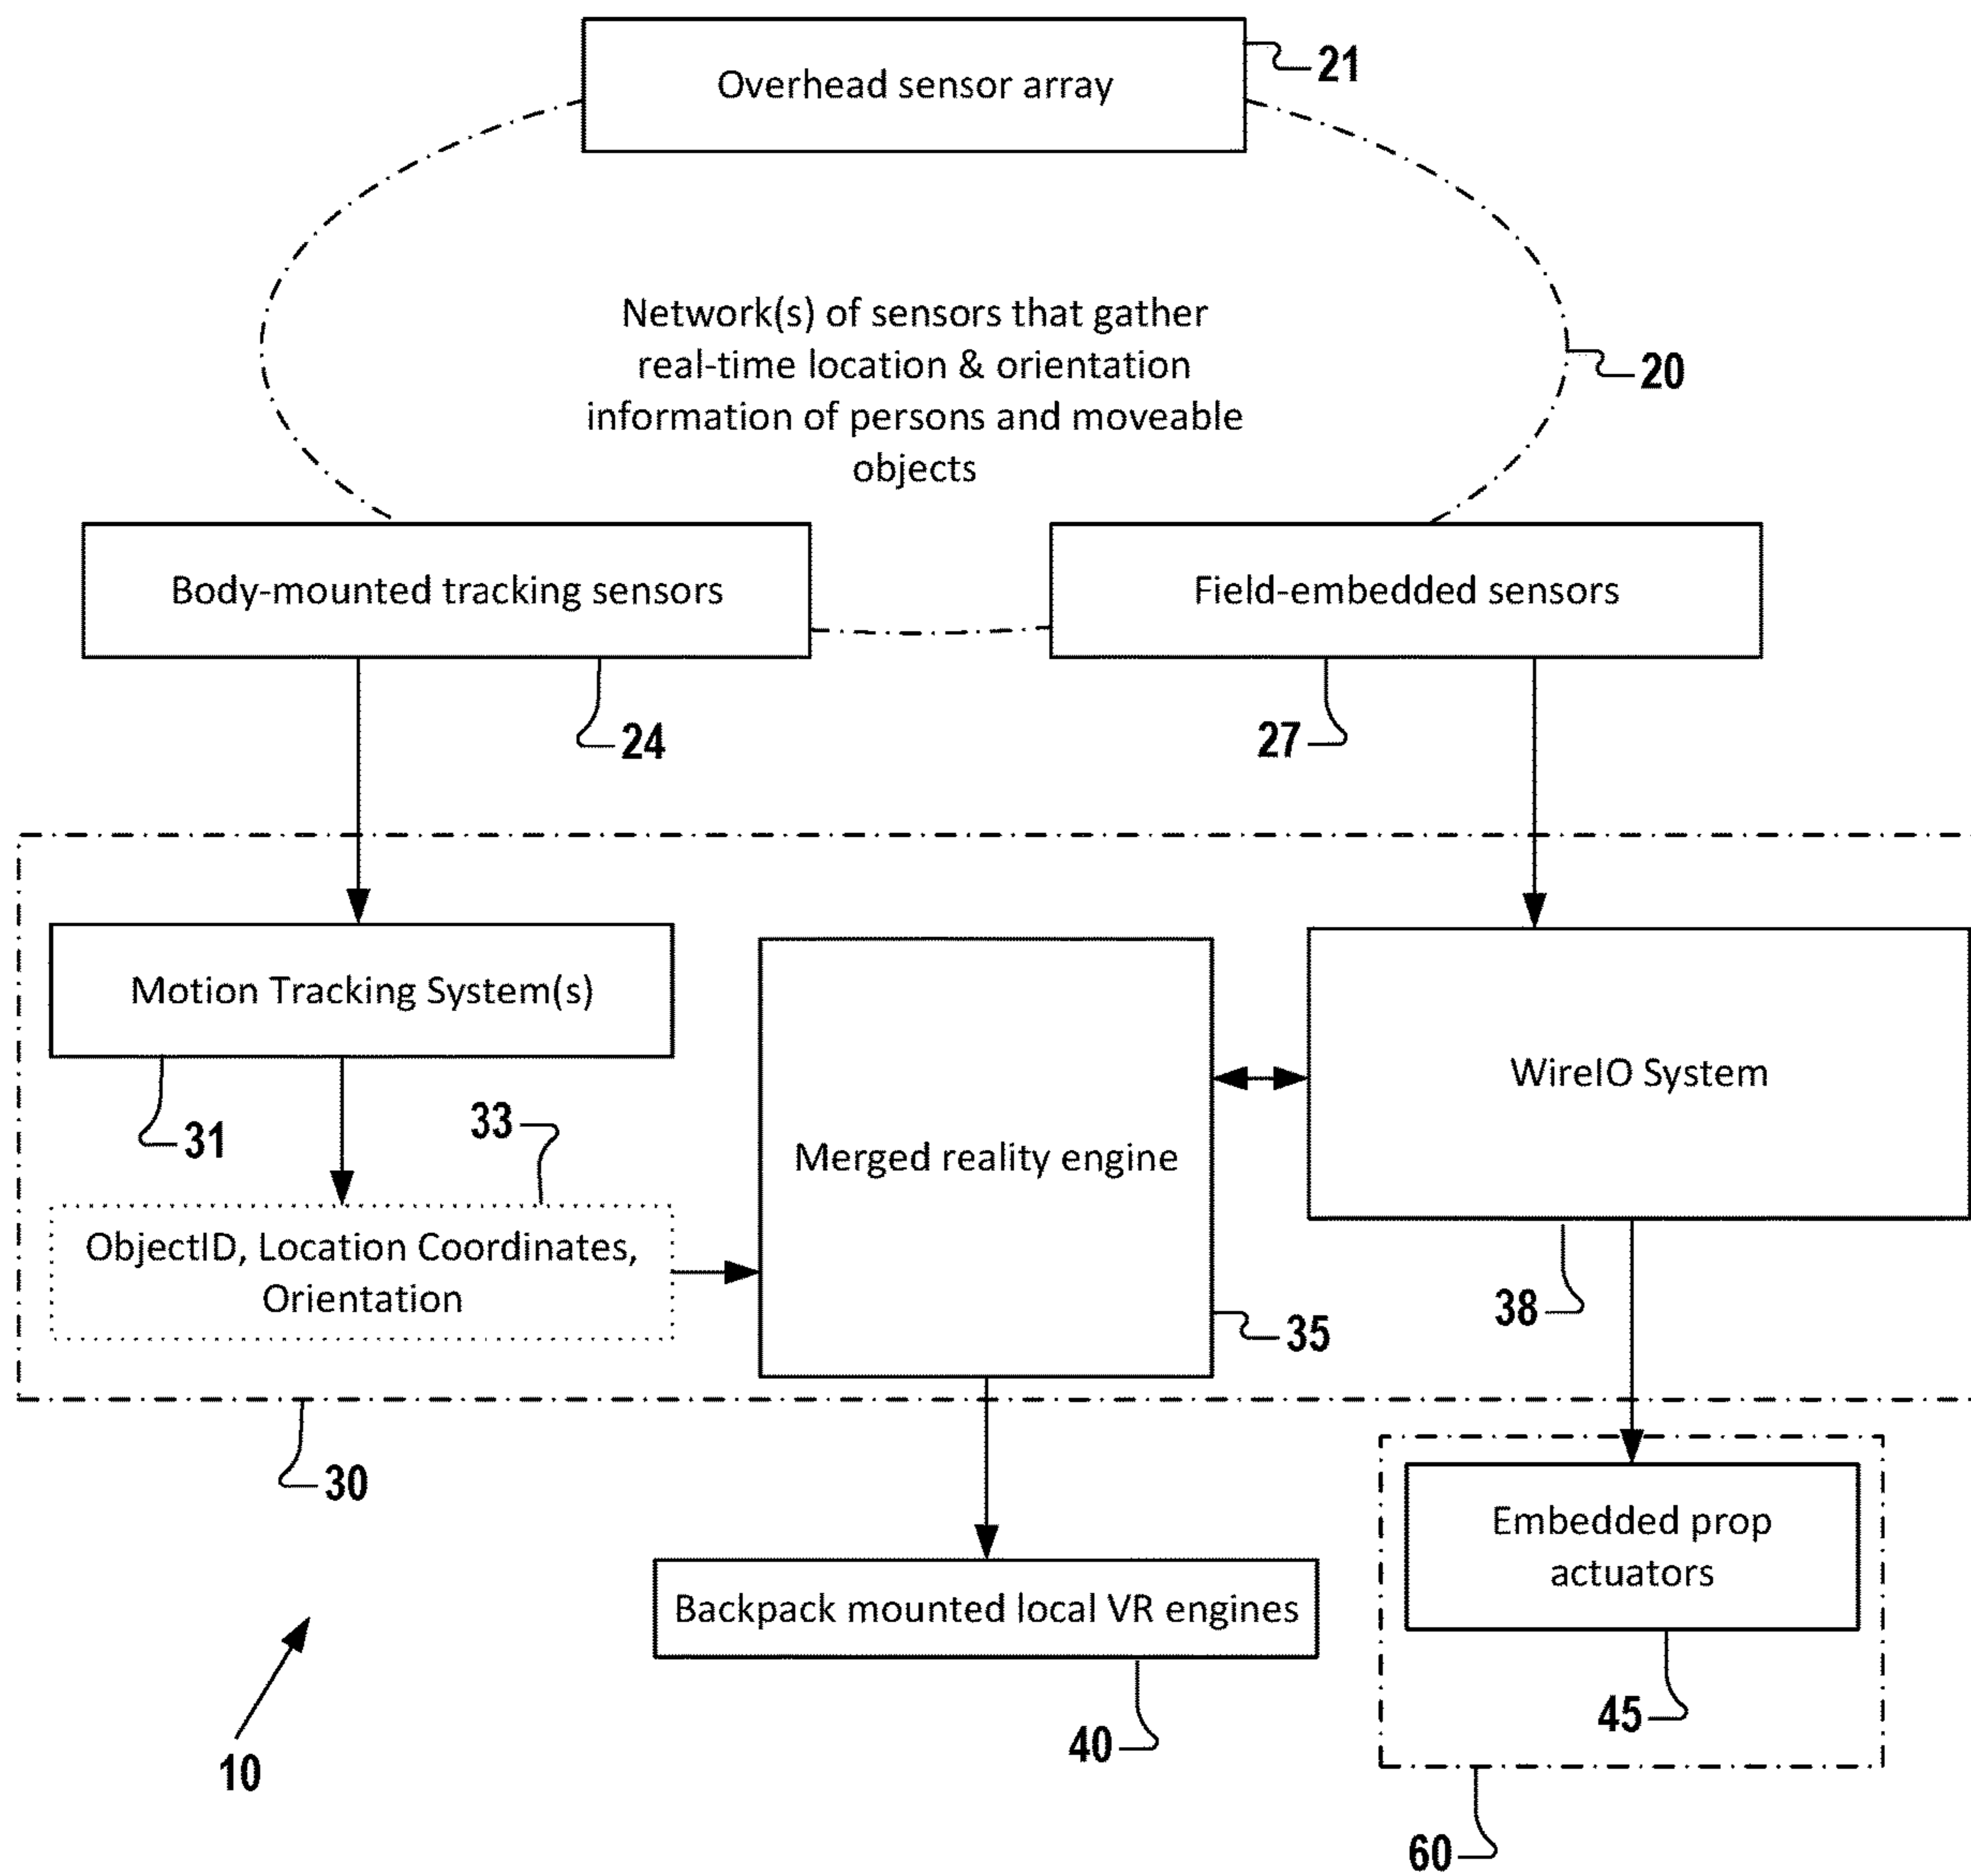 Overhead sensor array
21
Network(s) of sensors that gather
real-time location & orientation
information of persons and moveable
objects
20
Body-mounted tracking sensors
Field-embedded sensors
24
27
Motion Tracking System(s)
31
33
ObjectID, Location Coordinates,
Orientation
Merged reality engine
35
WireIO System
38
30
Embedded prop
actuators
Backpack mounted local VR engines
45
40
10
60